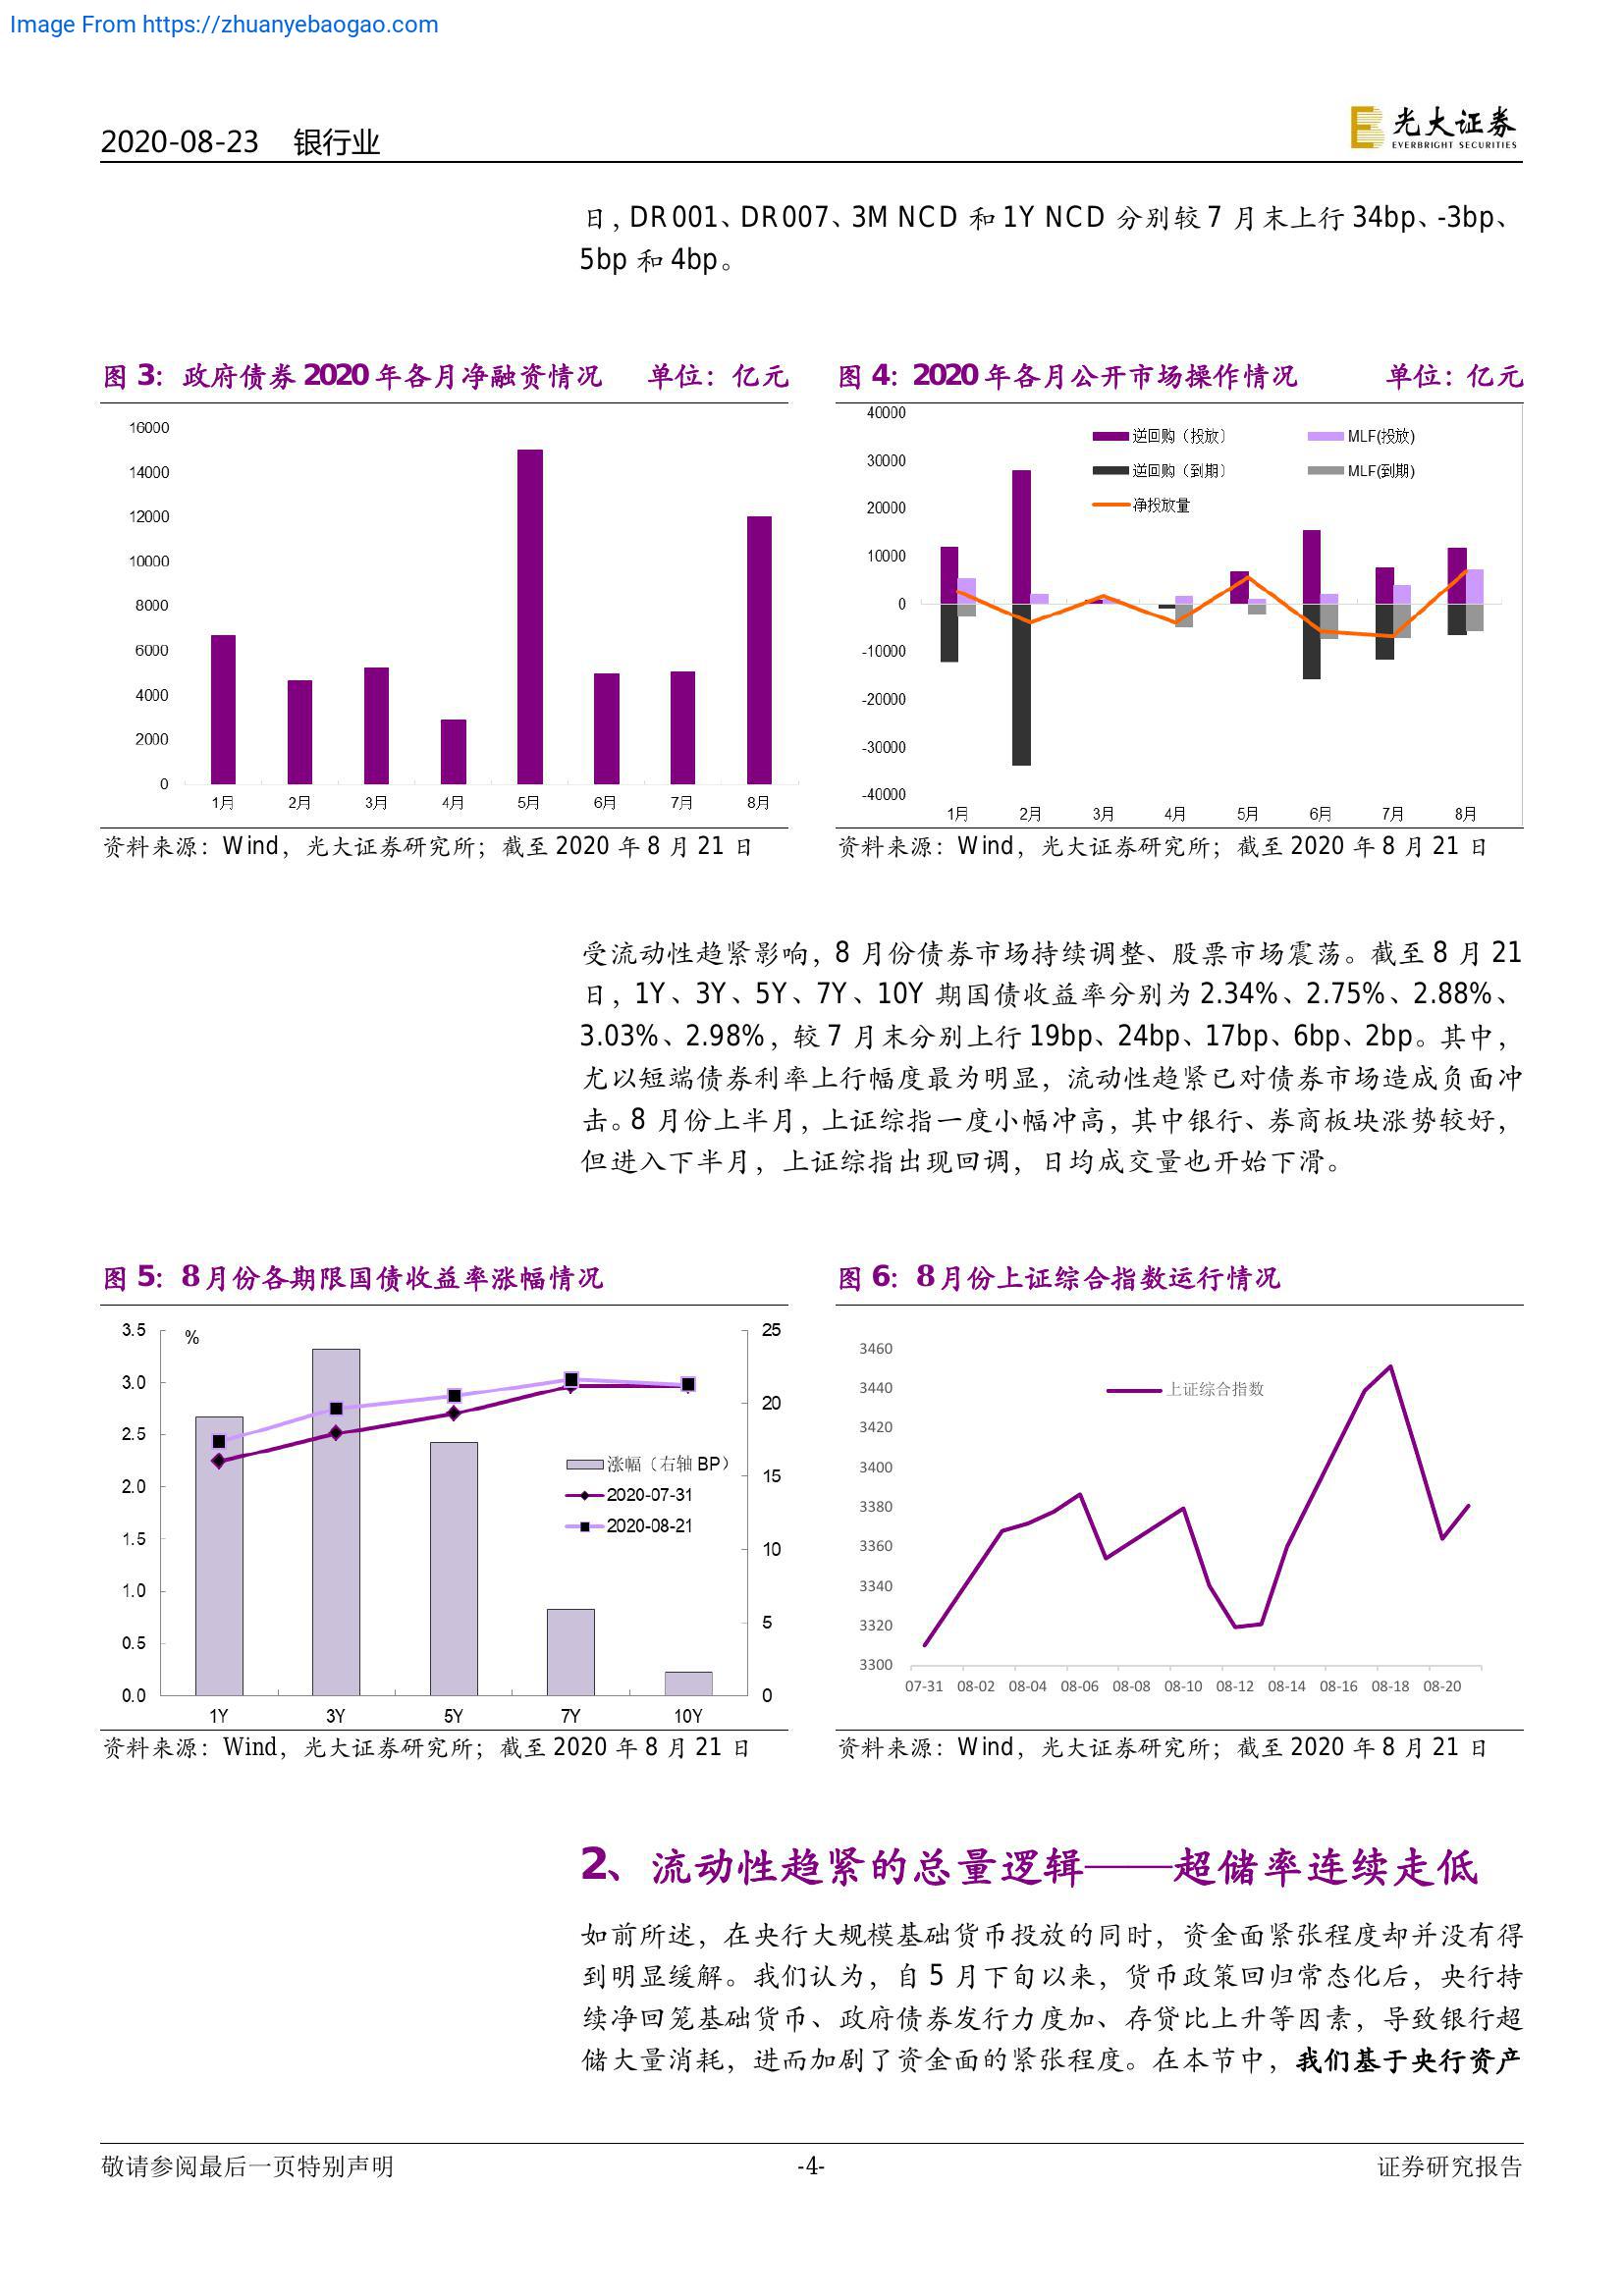 Image From https://zhuanyebaogao.com
2020-08-23 银行业
光大证券
EVERBRIGHT SECURITIES
日，DR001、DR007、3M NCD 和 1Y NCD 分别较 7 月末上行 34bp、-3bp、
5bp 和 4bp。
图 3：政府债券 2020 年各月净融资情况 单位：亿元
16000
14000
12000
10000
8000
6000
4000
2000
0
1月 2月 3月 4月 5月 6月 7月 8月
资料来源：Wind，光大证券研究所；截至 2020 年 8 月 21 日
图 4：2020 年各月公开市场操作情况 单位：亿元
40000
30000
20000
10000
0
-10000
-20000
-30000
-40000
逆回购（投放） MLF(投放)
逆回购（到期） MLF(到期)
净投放量
1月 2月 3月 4月 5月 6月 7月 8月
资料来源：Wind，光大证券研究所；截至 2020 年 8 月 21 日
受流动性趋紧影响，8 月份债券市场持续调整、股票市场震荡。截至 8 月 21
日，1Y、3Y、5Y、7Y、10Y 期国债收益率分别为 2.34%、2.75%、2.88%、
3.03%、2.98%，较 7 月末分别上行 19bp、24bp、17bp、6bp、2bp。其中，
尤以短端债券利率上行幅度最为明显，流动性趋紧已对债券市场造成负面冲
击。8 月份上半月，上证综指一度小幅冲高，其中银行、券商板块涨势较好，
但进入下半月，上证综指出现回调，日均成交量也开始下滑。
图 5：8 月份各期限国债收益率涨幅情况
%
3.5
3.0
2.5
2.0
1.5
1.0
0.5
0.0
25
20
15
10
5
0
涨幅（右轴 BP）
2020-07-31
2020-08-21
1Y 3Y 5Y 7Y 10Y
资料来源：Wind，光大证券研究所；截至 2020 年 8 月 21 日
图 6：8 月份上证综合指数运行情况
3460
3440
3420
3400
3380
3360
3340
3320
3300
上证综合指数
07-31 08-02 08-04 08-06 08-08 08-10 08-12 08-14 08-16 08-18 08-20
资料来源：Wind，光大证券研究所；截至 2020 年 8 月 21 日
2、流动性趋紧的总量逻辑——超储率连续走低
如前所述，在央行大规模基础货币投放的同时，资金面紧张程度却并没有得
到明显缓解。我们认为，自 5 月下旬以来，货币政策回归常态化后，央行持
续净回笼基础货币、政府债券发行力度加、存贷比上升等因素，导致银行超
储大量消耗，进而加剧了资金面的紧张程度。在本节中，我们基于央行资产
敬请参阅最后一页特别声明 -4- 证券研究报告